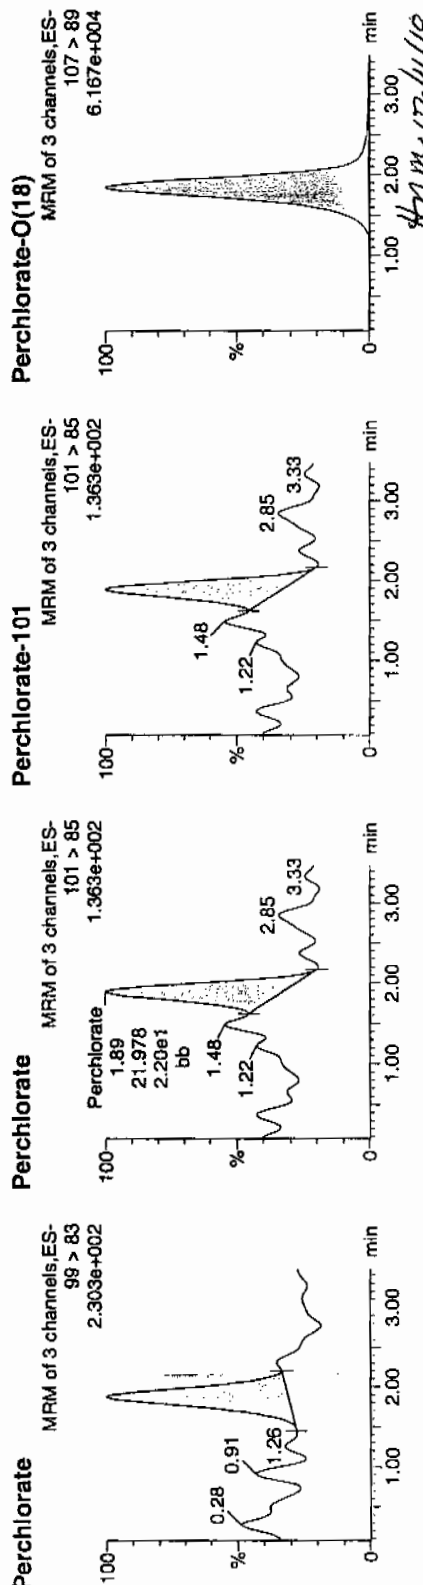 Perchlorate
MRM of 3 channels,ES-
99 > 83
2.303e+002
100
%
0
0.28
0.91
1.26
1.00
2.00
3.00
min
Perchlorate
MRM of 3 channels,ES-
101 > 85
1.363e+002
100
%
0
Perchlorate
1.89
21.978
2.20e1
bb
1.48
1.22
2.85
3.33
1.00
2.00
3.00
min
Perchlorate-101
MRM of 3 channels,ES-
101 > 85
1.363e+002
100
%
0
1.48
1.22
2.85
3.33
1.00
2.00
3.00
min
Perchlorate-O(18)
MRM of 3 channels,ES-
107 > 89
6.167e+004
100
%
0
1.00
2.00
3.00
min